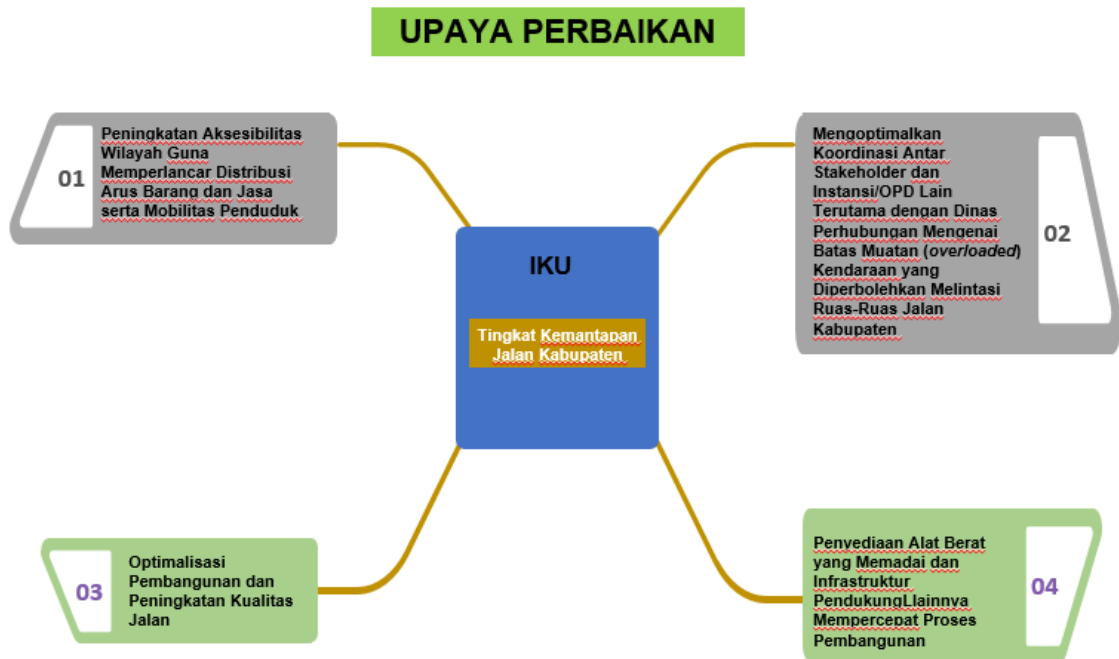 UPAYA PERBAIKAN
01
Peningkatan Aksesibilitas
Wilayah Guna
Memperlancar Distribusi
Arus Barang dan Jasa
serta Mobilitas Penduduk
Mengoptimalkan
Koordinasi Antar
Stakeholder dan
Instansi/OPD Lain
Terutama dengan Dinas
Perhubungan Mengenai
Batas Muatan (overloaded)
Kendaraan yang
Diperbolehkan Melintasi
Ruas-Ruas Jalan
Kabupaten
02
IKU
Tingkat Kemantapan
Jalan Kabupaten
03
Optimalisasi
Pembangunan dan
Peningkatan Kualitas
Jalan
Penyediaan Alat Berat
yang Memadai dan
Infrastruktur
PendukungLlainnya
Mempercepat Proses
Pembangunan
04